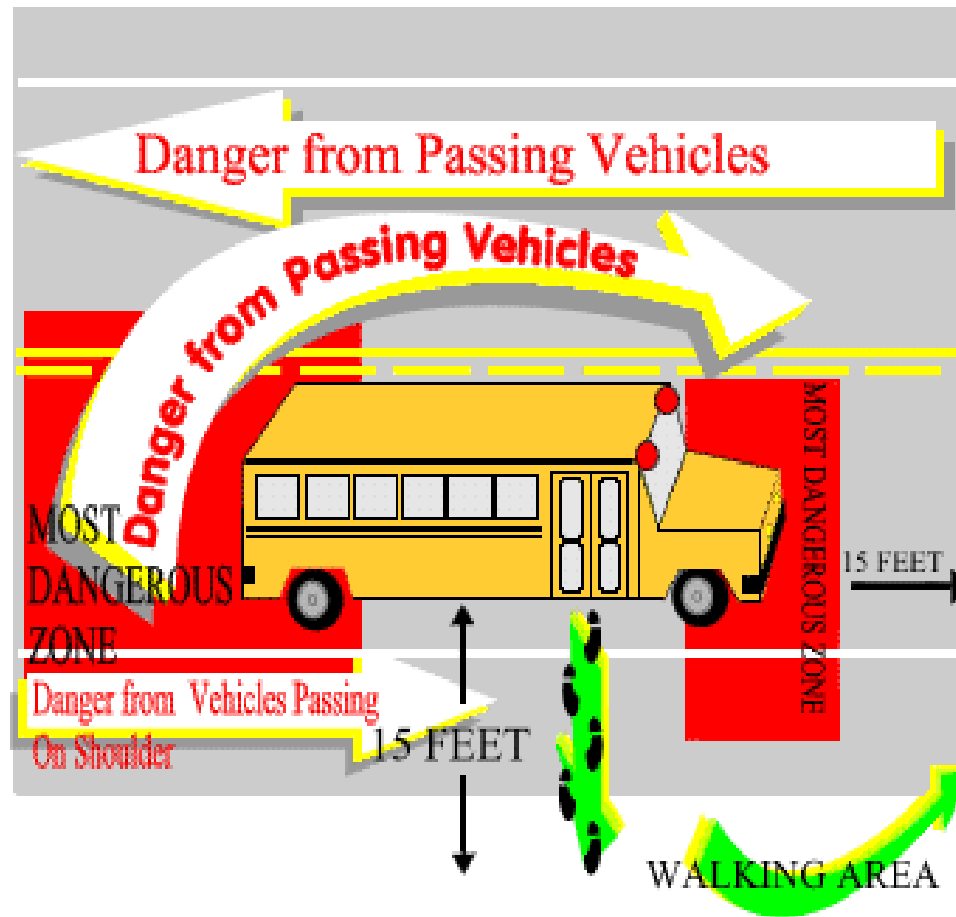 Danger from Passing Vehicles
Danger from Passing Vehicles
MOST
DANGEROUS
ZONE
MOST DANGEROUS ZONE
15 FEET
Danger from Vehicles Passing
On Shoulder
15 FEET
WALKING AREA